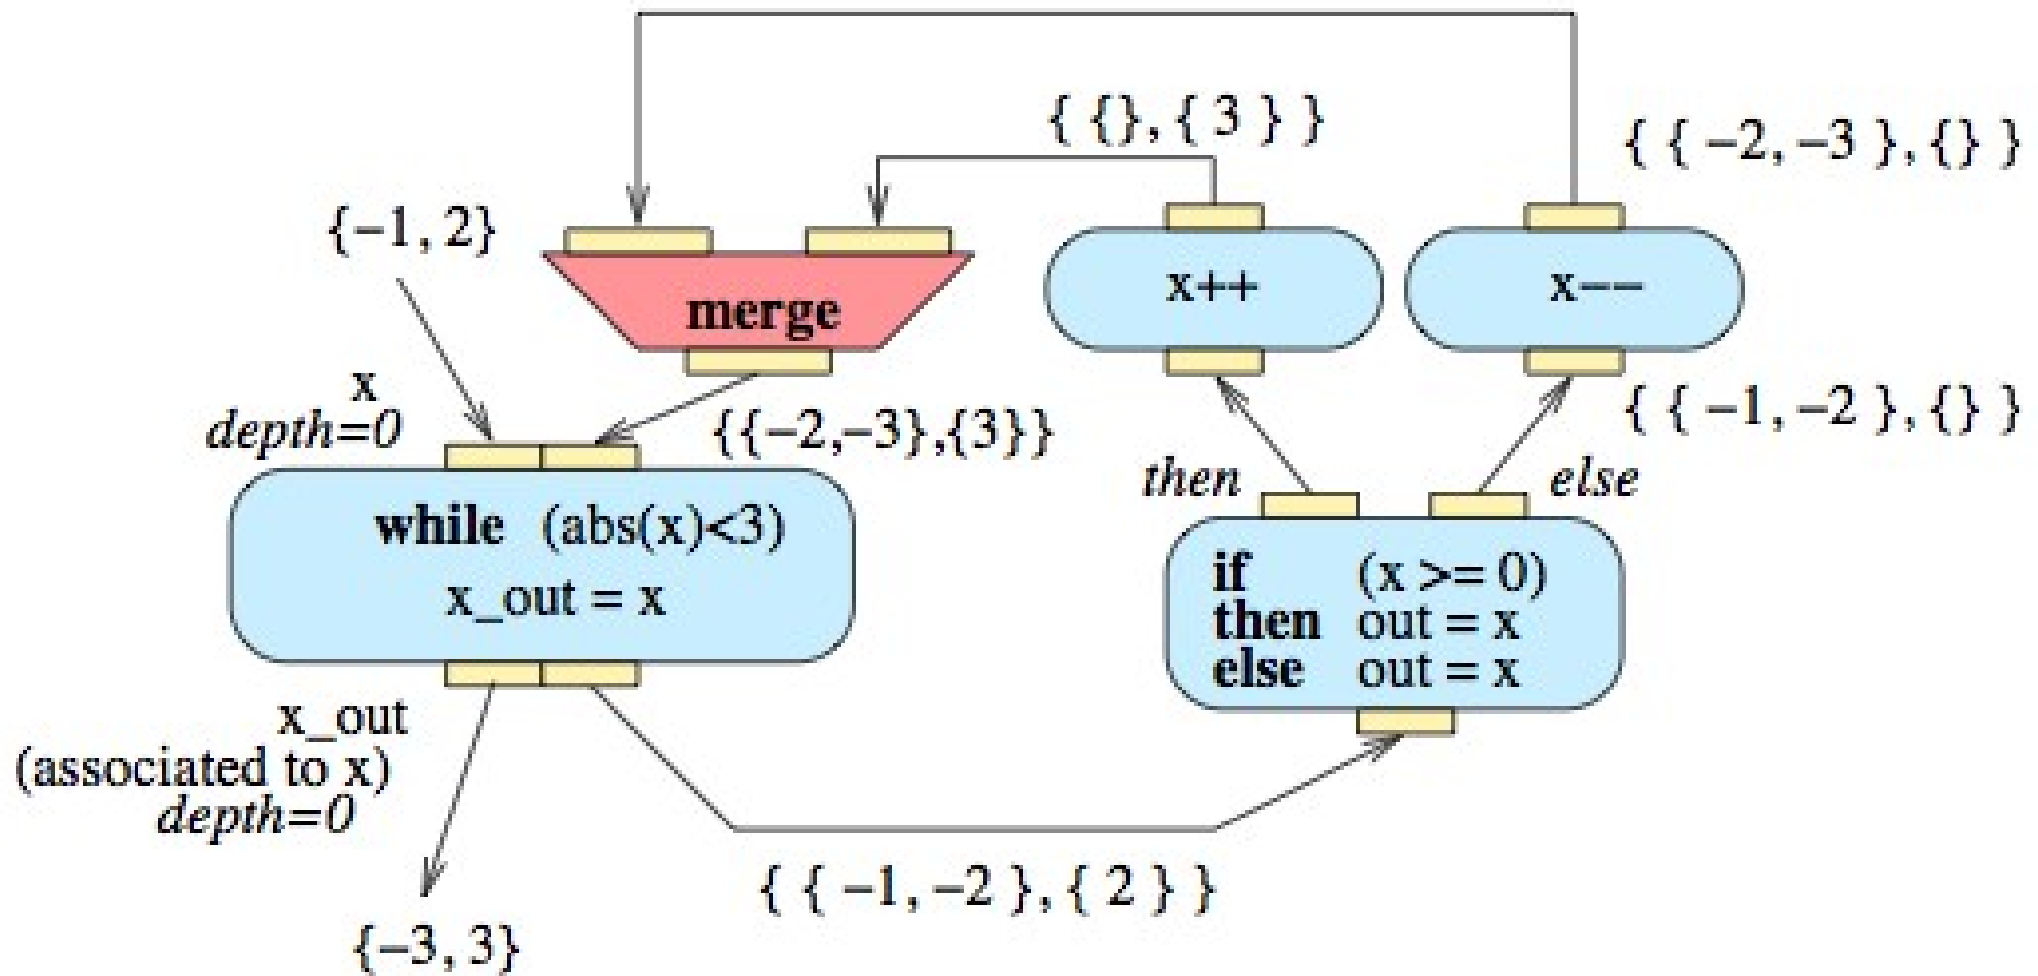 { {}, { 3 } }
{ { −2, −3 }, {} }
{−1, 2}
merge
x++
x−−
x
depth=0
{{−2,−3},{3}}
{ { −1, −2 }, {} }
then
else
while (abs(x)<3)
x_out = x
if (x >= 0)
then out = x
else out = x
x_out
(associated to x)
depth=0
{ { −1, −2 }, { 2 } }
{−3, 3}